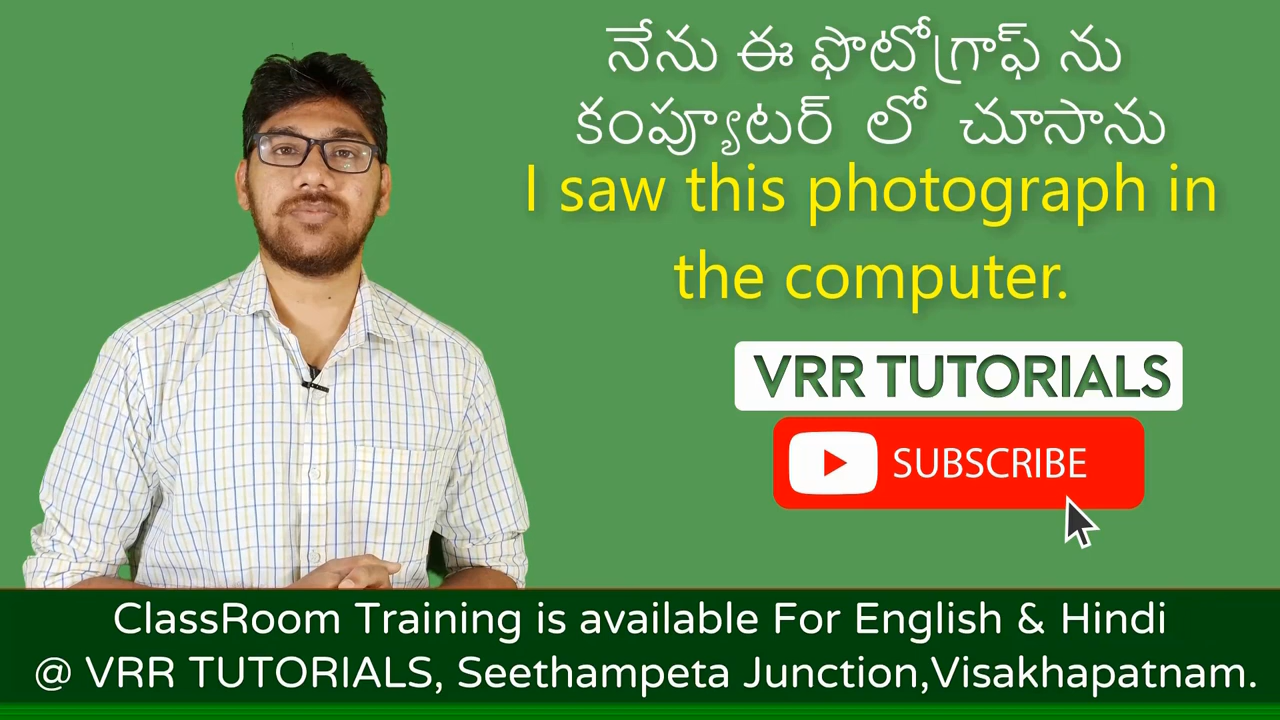 నేను ఈ ఫొటోగ్రాఫ్ ను
కంప్యూటర్ లో చూసాను
I saw this photograph in
the computer.
VRR TUTORIALS
SUBSCRIBE
ClassRoom Training is available For English & Hindi
@ VRR TUTORIALS, Seethampeta Junction,Visakhapatnam.